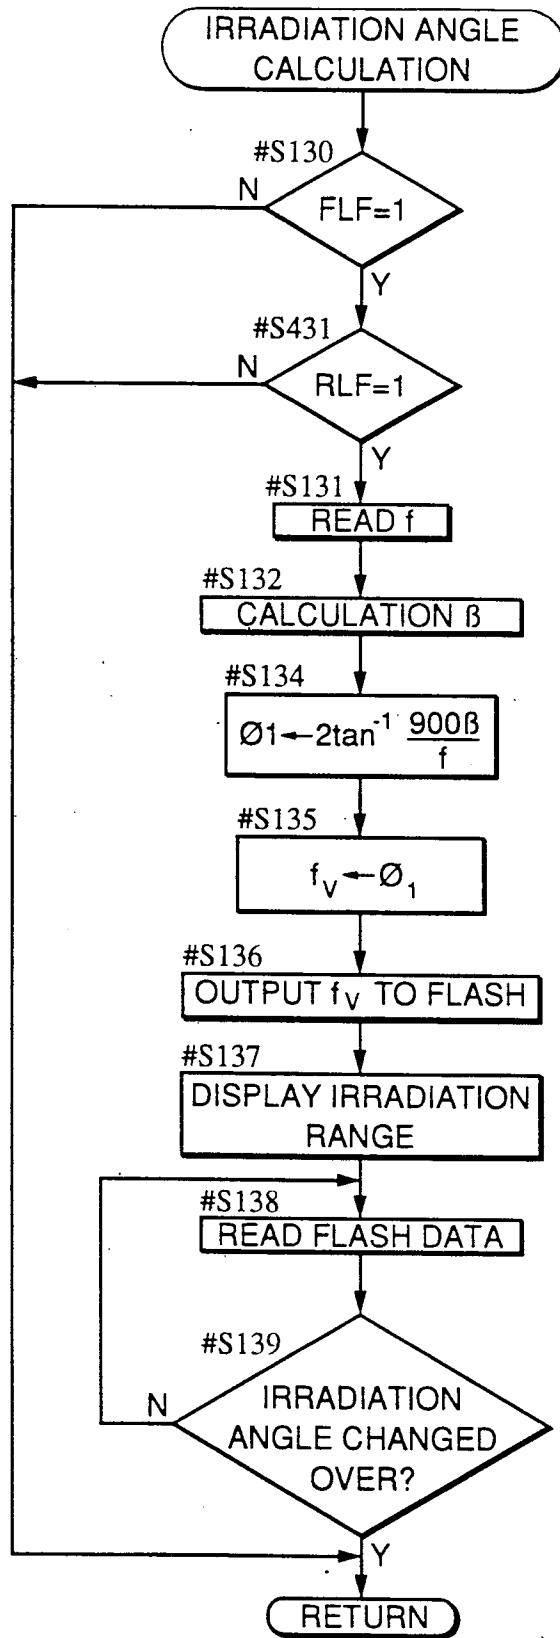 IRRADIATION ANGLE
CALCULATION
#S130
N
FLF=1
Y
#S431
N
RLF=1
Y
#S131
READ f
#S132
CALCULATION ß
#S134
Ø1←2tan⁻¹ 900ß/f
#S135
fV←Ø1
#S136
OUTPUT fV TO FLASH
#S137
DISPLAY IRRADIATION
RANGE
#S138
READ FLASH DATA
#S139
N
IRRADIATION
ANGLE CHANGED
OVER?
Y
RETURN